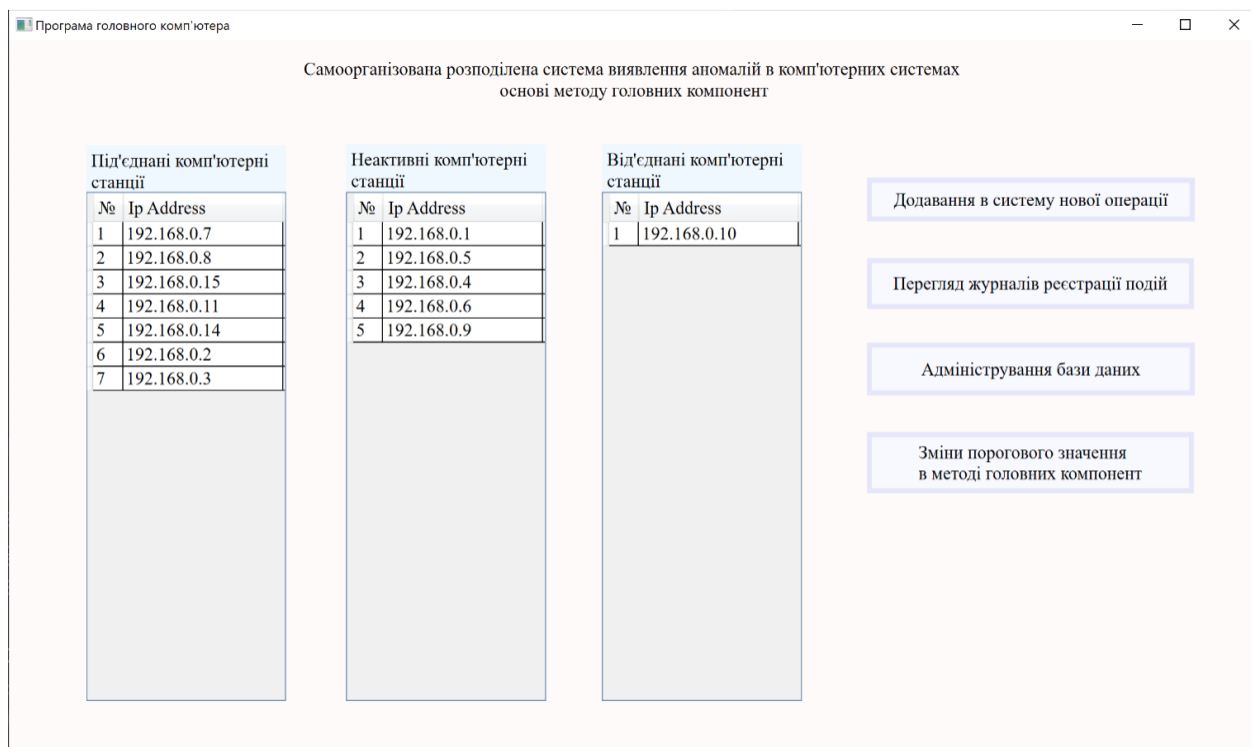 Програма головного комп'ютера
Самоорганізована розподілена система виявлення аномалій в комп'ютерних системах
основі методу головних компонент
Під'єднані комп'ютерні
станції
№ Ip Address
1 192.168.0.7
2 192.168.0.8
3 192.168.0.15
4 192.168.0.11
5 192.168.0.14
6 192.168.0.2
7 192.168.0.3
Неактивні комп'ютерні
станції
№ Ip Address
1 192.168.0.1
2 192.168.0.5
3 192.168.0.4
4 192.168.0.6
5 192.168.0.9
Від'єднані комп'ютерні
станції
№ Ip Address
1 192.168.0.10
Додавання в систему нової операції
Перегляд журналів реєстрації подій
Адміністрування бази даних
Зміни порогового значення
в методі головних компонент